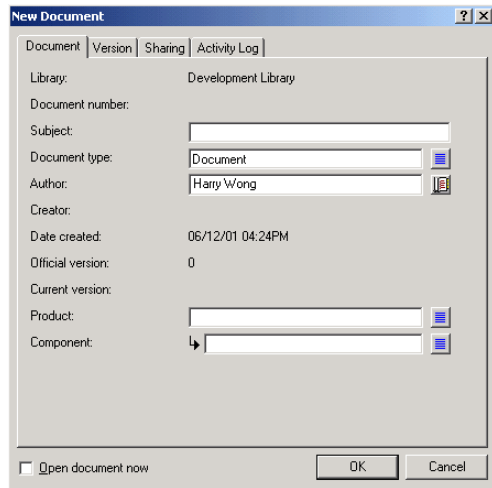 New Document
Document Version Sharing Activity Log
Library: Development Library
Document number:
Subject:
Document type: Document
Author: Harry Wong
Creator:
Date created: 06/12/01 04:24PM
Official version: 0
Current version:
Product:
Component:
Open document now OK Cancel